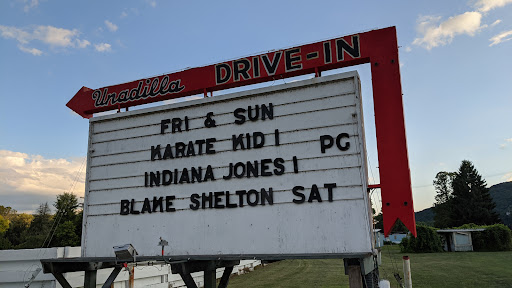 Unadilla DRIVE-IN
FRI & SUN
KARATE KID I PG
INDIANA JONES I
BLAKE SHELTON SAT